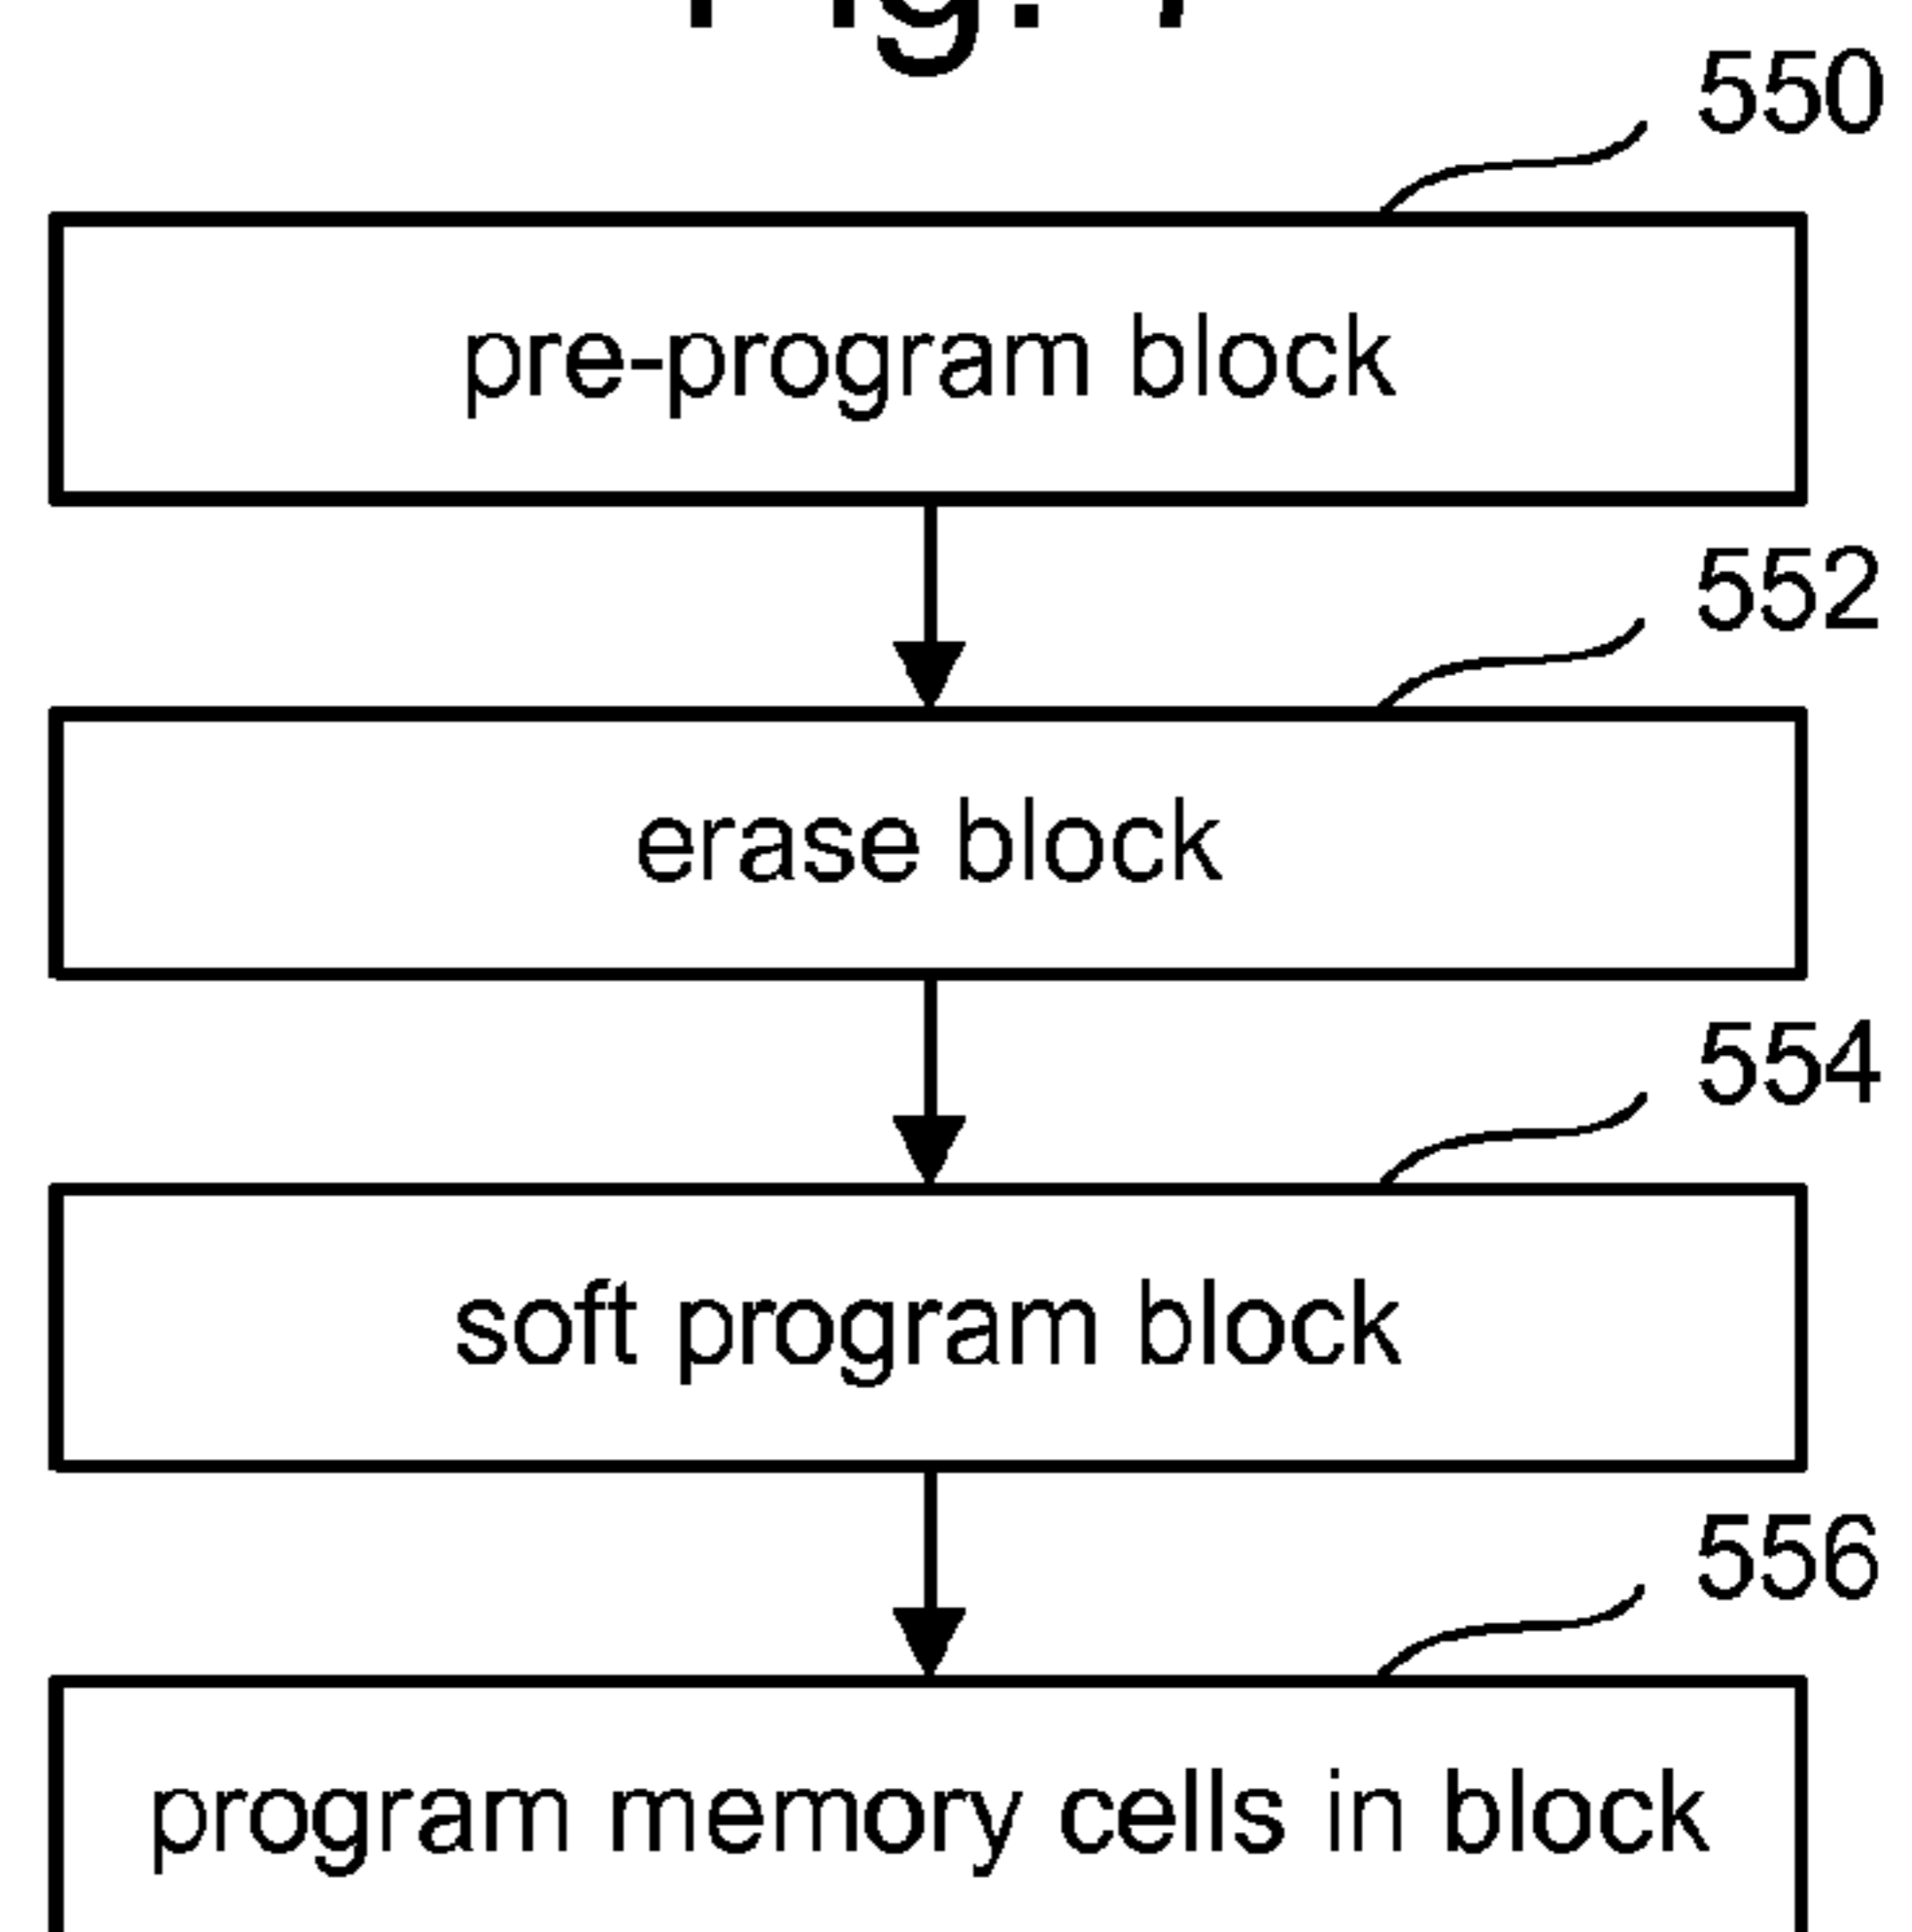 550
pre-program block
552
erase block
554
soft program block
556
program memory cells in block